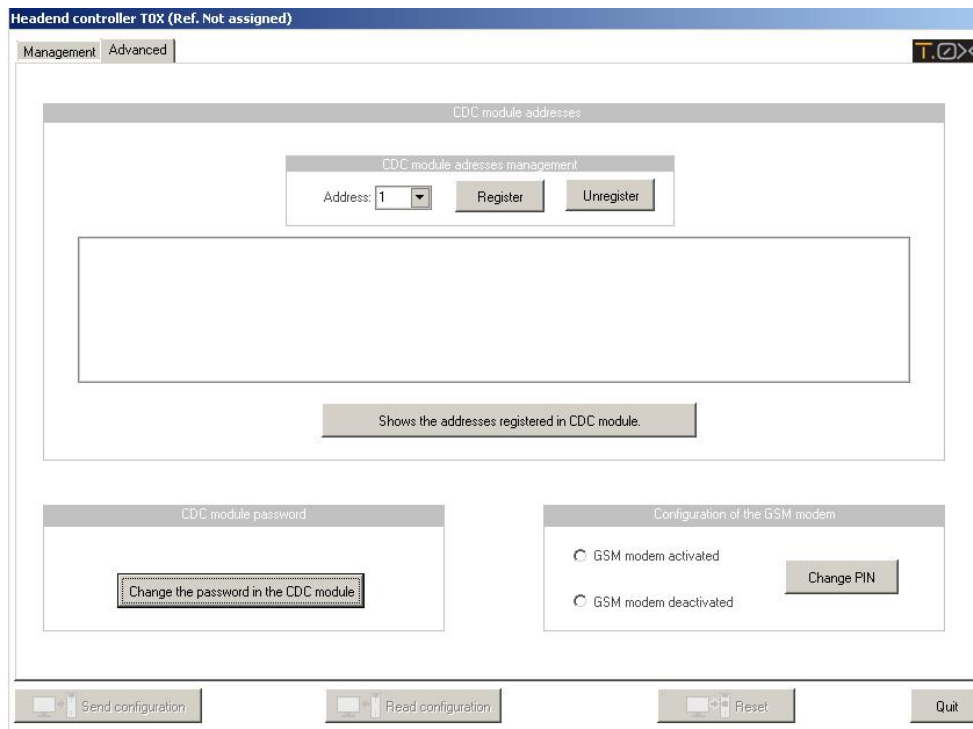 Headend controller T0X (Ref. Not assigned)
Management Advanced
T.0X
CDC module addresses
CDC module adresses management
Address: 1 Register Unregister
Shows the addresses registered in CDC module.
CDC module password
Change the password in the CDC module
Configuration of the GSM modem
GSM modem activated
GSM modem deactivated
Change PIN
Send configuration Read configuration Reset Quit